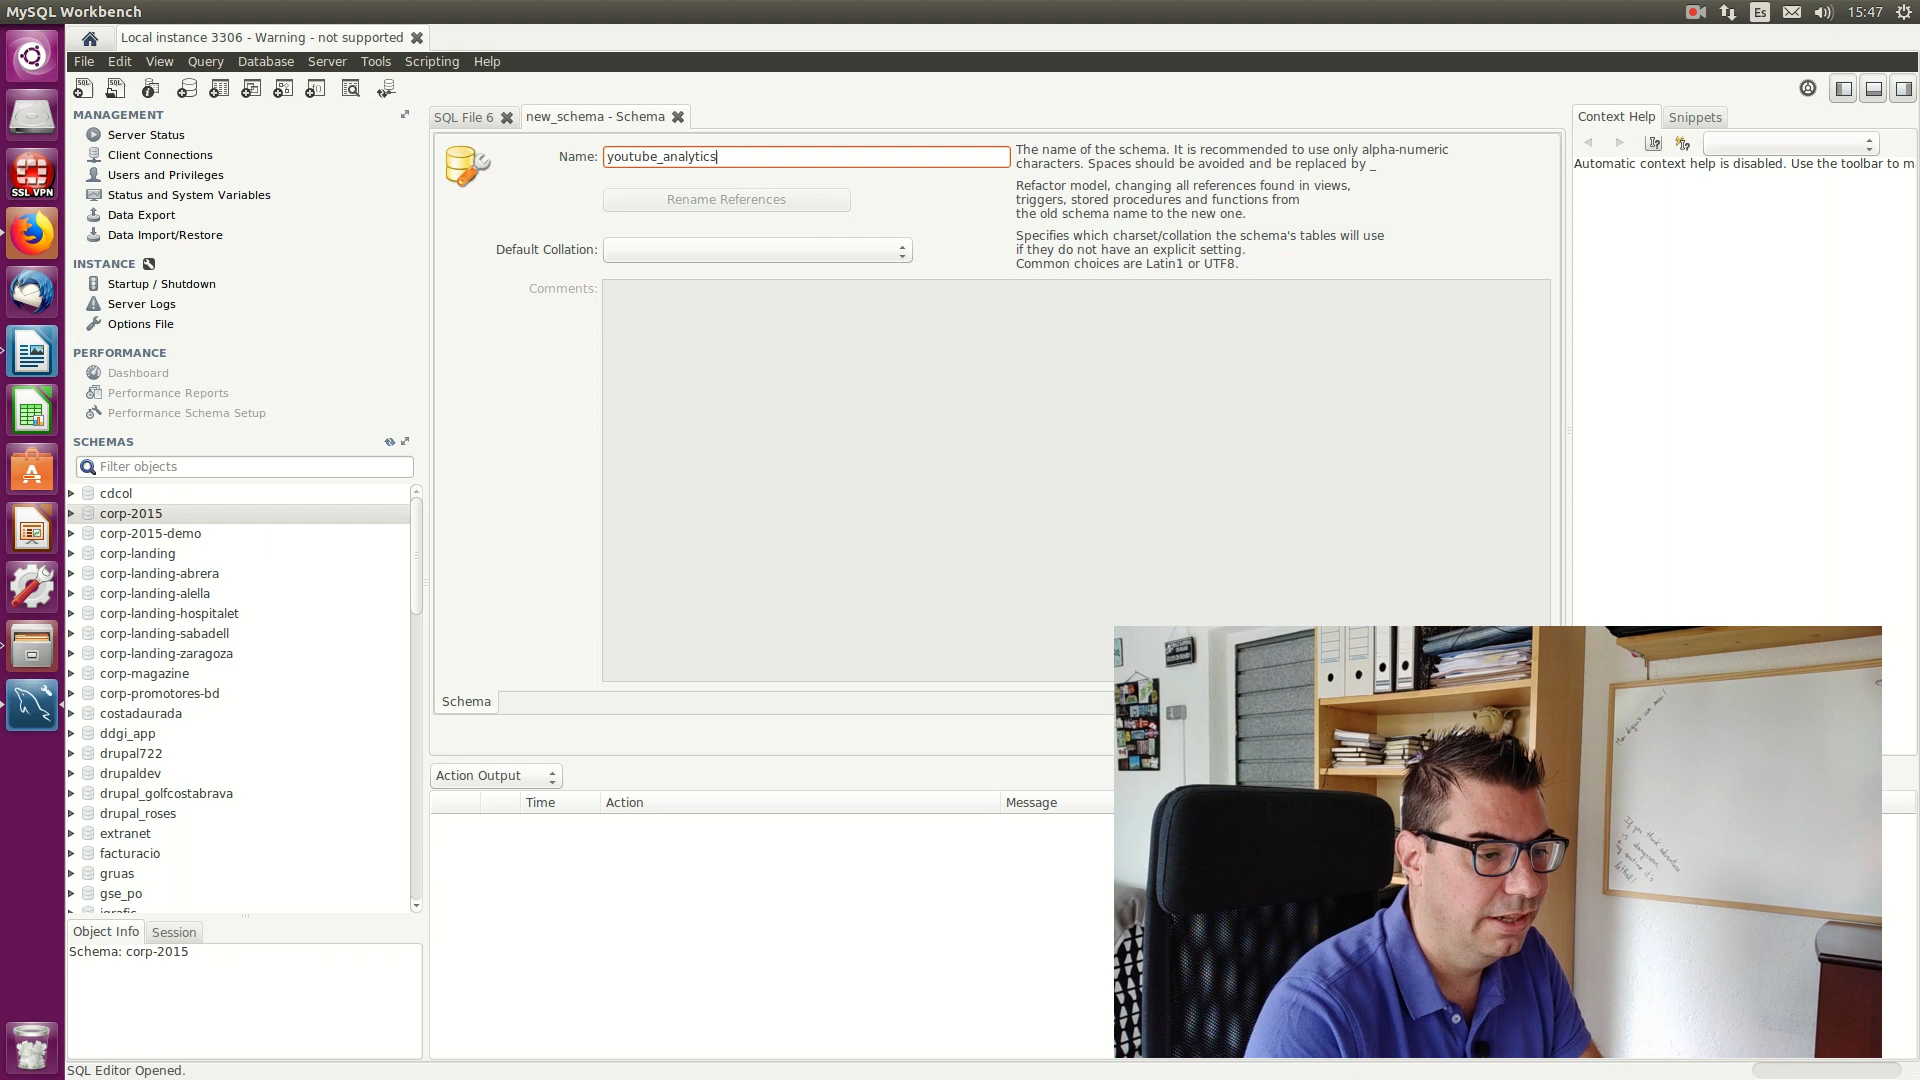 MySQL Workbench
Es
15:47
Local instance 3306 - Warning - not supported
File Edit View Query Database Server Tools Scripting Help
MANAGEMENT
Server Status
Client Connections
Users and Privileges
Status and System Variables
Data Export
Data Import/Restore
INSTANCE
Startup / Shutdown
Server Logs
Options File
PERFORMANCE
Dashboard
Performance Reports
Performance Schema Setup
SCHEMAS
Filter objects
cdcol
corp-2015
corp-2015-demo
corp-landing
corp-landing-abrera
corp-landing-alella
corp-landing-hospitalet
corp-landing-sabadell
corp-landing-zaragoza
corp-magazine
corp-promotores-bd
costadaurada
ddgi_app
drupal722
drupaldev
drupal_golfcostabrava
drupal_roses
extranet
facturacio
gruas
gse_po
Object Info Session
Schema: corp-2015
SQL Editor Opened.
SSL VPN
SQL File 6
new_schema - Schema
Name: youtube_analytics
Rename References
Default Collation:
Comments:
The name of the schema. It is recommended to use only alpha-numeric
characters. Spaces should be avoided and be replaced by _
Refactor model, changing all references found in views,
triggers, stored procedures and functions from
the old schema name to the new one.
Specifies which charset/collation the schema's tables will use
if they do not have an explicit setting.
Common choices are Latin1 or UTF8.
Schema
Action Output
Time Action Message
Context Help Snippets
Automatic context help is disabled. Use the toolbar to m